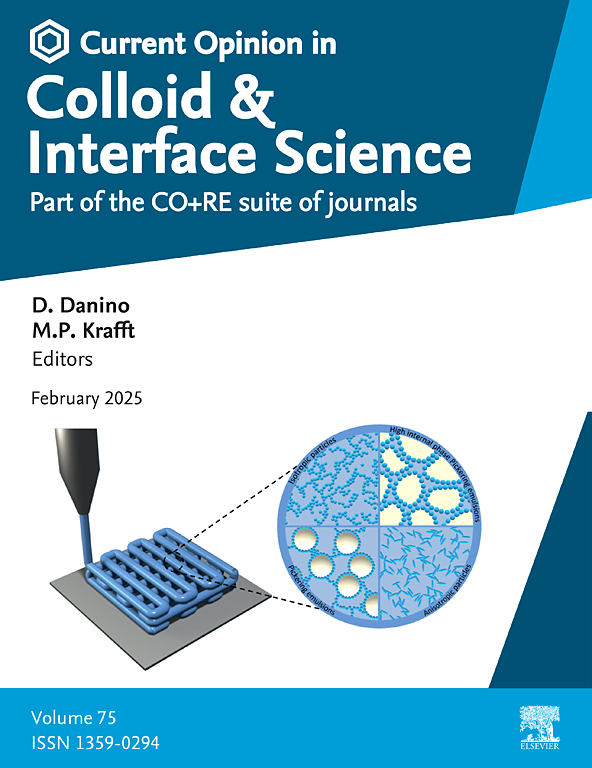 Current Opinion in
Colloid &
Interface Science
Part of the CO+RE suite of journals
D. Danino
M.P. Krafft
Editors
February 2025
Isotropic particles
High internal phase Pickering emulsions
Pickering emulsions
Anisotropic particles
Volume 75
ISSN 1359-0294
ELSEVIER